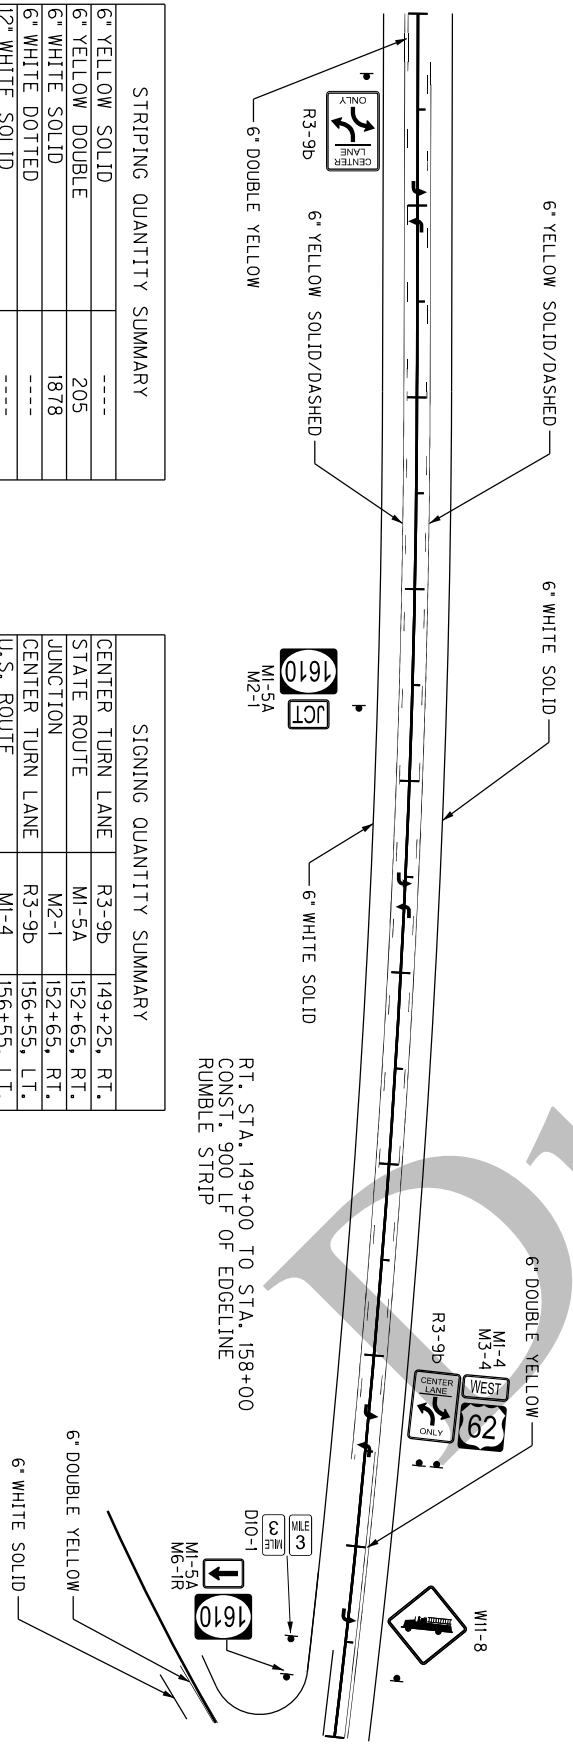 6" DOUBLE YELLOW
R3-9b
CENTER
LANE
ONLY
6" YELLOW SOLID/DASHED
6" YELLOW SOLID/DASHED
6" WHITE SOLID
6" WHITE SOLID
1610
JCT
M1-5A
M2-1
RT. STA. 149+00 TO STA. 158+00
CONST. 900 LF OF EDGELINE
RUMBLE STRIP
6" DOUBLE YELLOW
M1-4
M3-4
R3-9b
WEST
62
CENTER
LANE
ONLY
W11-8
D10-1
MILE
3
MILE
3
M1-5A
M6-1R
1610
6" DOUBLE YELLOW
6" WHITE SOLID
STRIPING QUANTITY SUMMARY
6" YELLOW SOLID ----
6" YELLOW DOUBLE 205
6" WHITE SOLID 1878
6" WHITE DOTTED ----
12" WHITE SOLID ----
SIGNING QUANTITY SUMMARY
CENTER TURN LANE R3-9b 149+25, RT.
STATE ROUTE M1-5A 152+65, RT.
JUNCTION M2-1 152+65, RT.
CENTER TURN LANE R3-9b 156+55, LT.
U.S. ROUTE M1-4 156+55, LT.